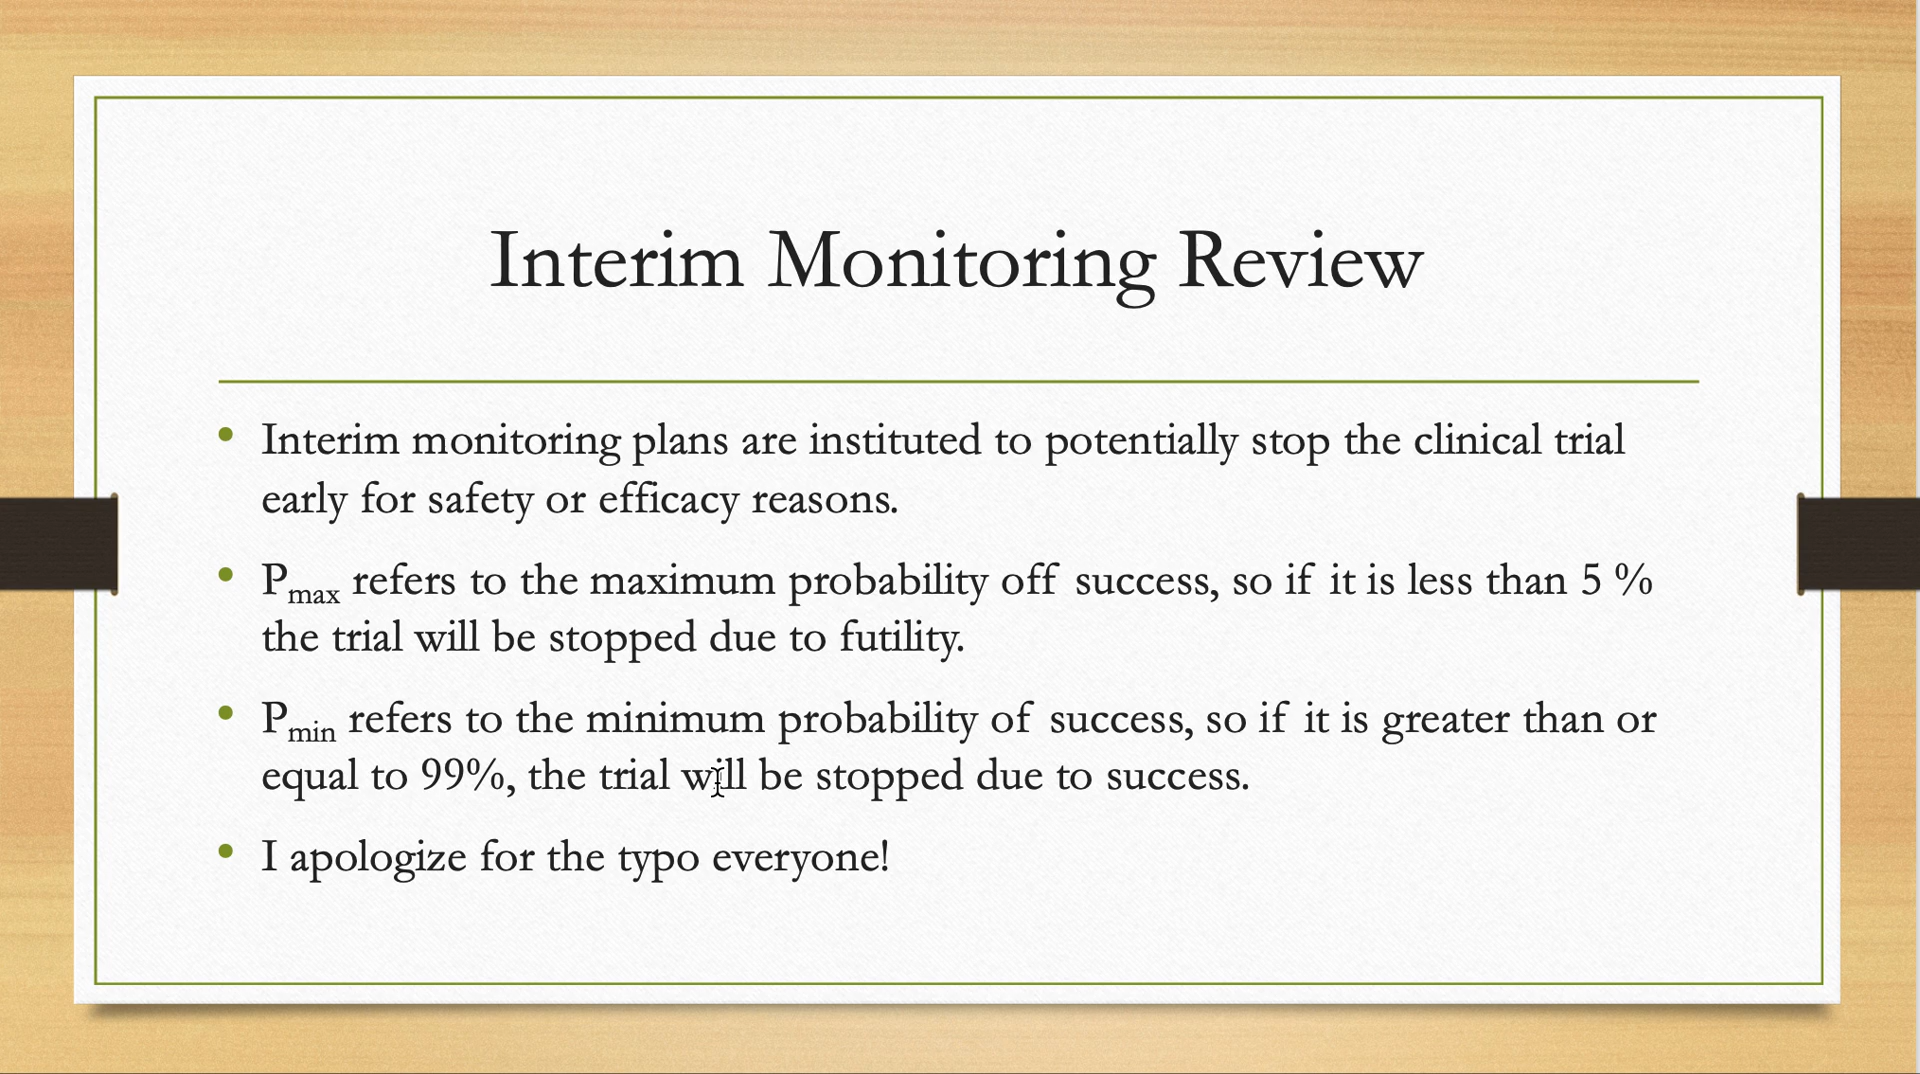 Interim Monitoring Review
• Interim monitoring plans are instituted to potentially stop the clinical trial
early for safety or efficacy reasons.
• Pmax refers to the maximum probability off success, so if it is less than 5 %
the trial will be stopped due to futility.
• Pmin refers to the minimum probability of success, so if it is greater than or
equal to 99%, the trial will be stopped due to success.
• I apologize for the typo everyone!